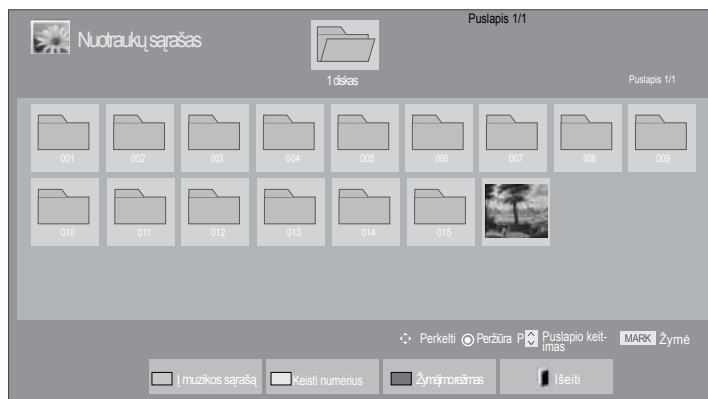 Puslapis 1/1
Nuotraukų sąrašas
1 diskas
Puslapis 1/1
001 002 003 004 005 006 007 008 009
010 011 012 013 014 015
Perkelti Peržiūra P Puslapio keit-
imas
MARK Žymė
Į muzikos sąrašą Keisti numerius Žymėjimo režimas Išeiti